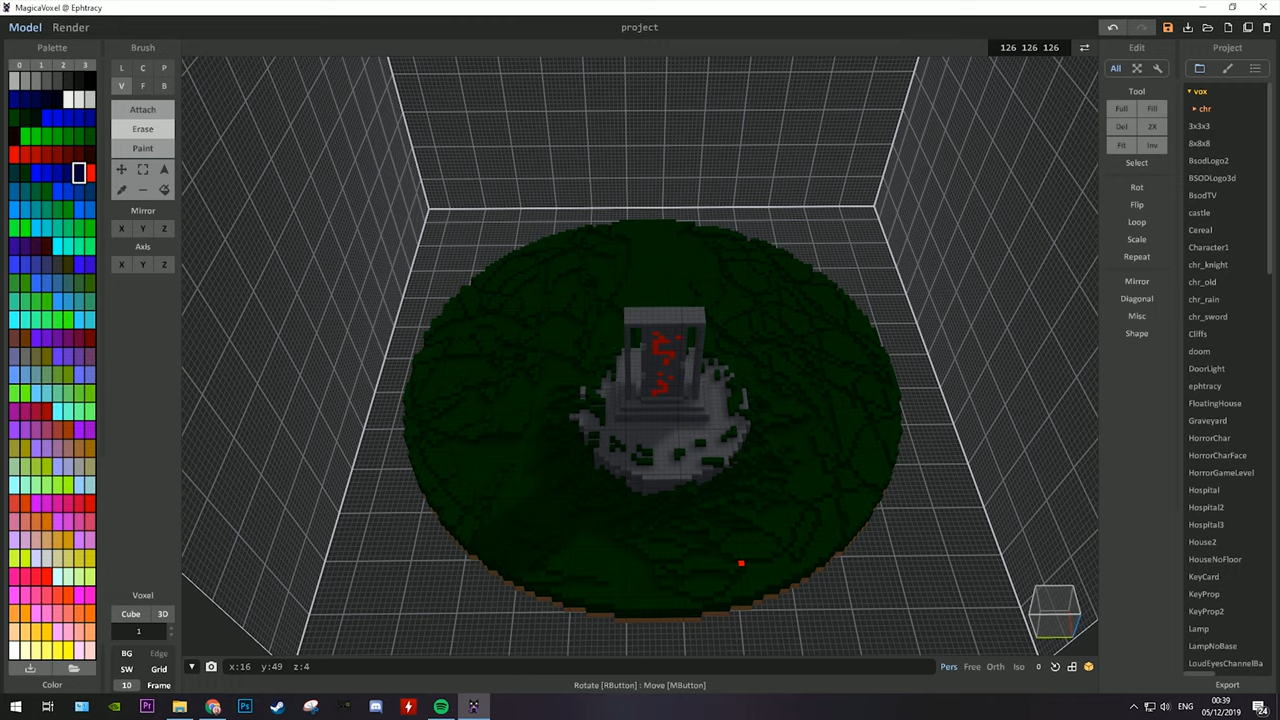 MagicaVoxel @ Ephtracy
Model Render
project
Palette
Brush
126 126 126
Edit
Project
0 1 2 3
L C P
V F B
All
vox
chr
3x3x3
8x8x8
BsodLogo2
BSODLogo3d
BsodTV
castle
Cereal
Character1
chr_knight
chr_old
chr_rain
chr_sword
Cliffs
doom
DoorLight
ephtracy
FloatingHouse
Graveyard
HorrorChar
HorrorCharFace
HorrorGameLevel
Hospital
Hospital2
Hospital3
House2
HouseNoFloor
KeyCard
KeyProp
KeyProp2
Lamp
LampNoBase
LoudEyesChannelBa
Export
Tool
Full Fill
Del 2X
Fit Inv
Select
Rot
Flip
Loop
Scale
Repeat
Mirror
Diagonal
Misc
Shape
Attach
Erase
Paint
Mirror
X Y Z
Axis
X Y Z
Voxel
Cube 3D
1
BG Edge
SW Grid
10 Frame
Color
x:16 y:49 z:4
Pers Free Orth Iso 0
Rotate [RButton] : Move [MButton]
ENG
00:39
05/12/2019
24